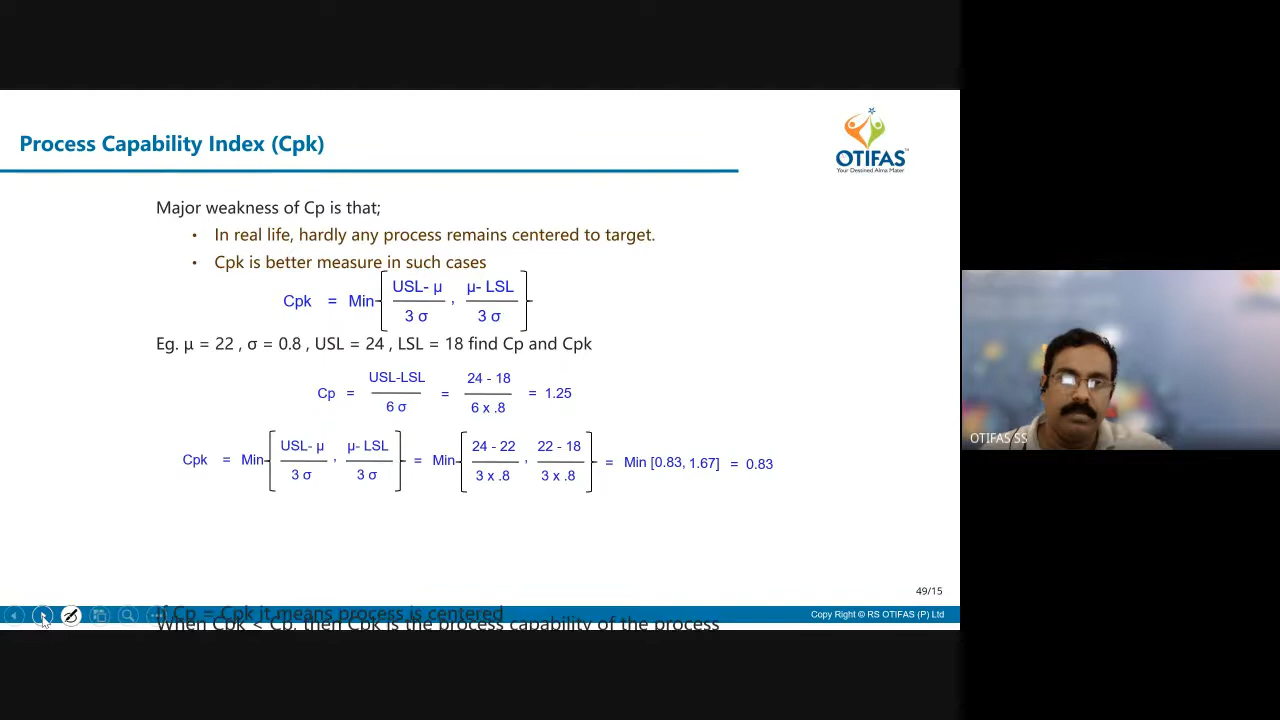 Process Capability Index (Cpk)
OTIFAS
Your Destined Alma Mater
Major weakness of Cp is that;
• In real life, hardly any process remains centered to target.
• Cpk is better measure in such cases
Cpk = Min [ USL- μ / 3 σ , μ- LSL / 3 σ ]
Eg. μ = 22 , σ = 0.8 , USL = 24 , LSL = 18 find Cp and Cpk
Cp = USL-LSL / 6 σ = 24 - 18 / 6 x .8 = 1.25
Cpk = Min [ USL- μ / 3 σ , μ- LSL / 3 σ ] = Min [ 24 - 22 / 3 x .8 , 22 - 18 / 3 x .8 ] = Min [0.83, 1.67] = 0.83
49/15
If Cp = Cpk it means process is centered
When Cpk < Cp, then Cpk is the process capability of the process
Copy Right © RS OTIFAS (P) Ltd
OTIFAS SS